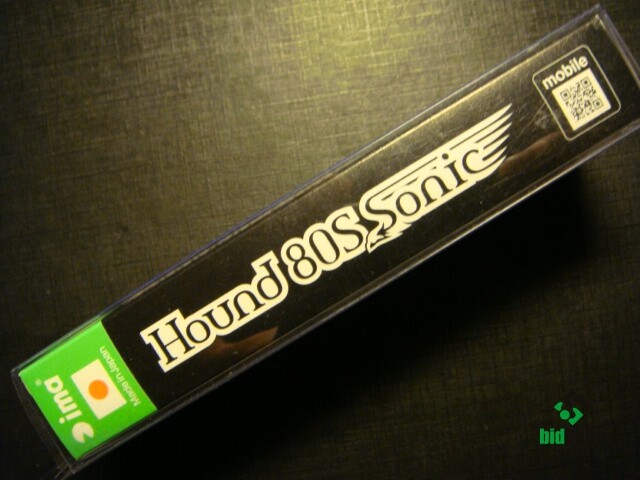 mobile
Hound 80S Sonic
ima
Made in Japan
bid